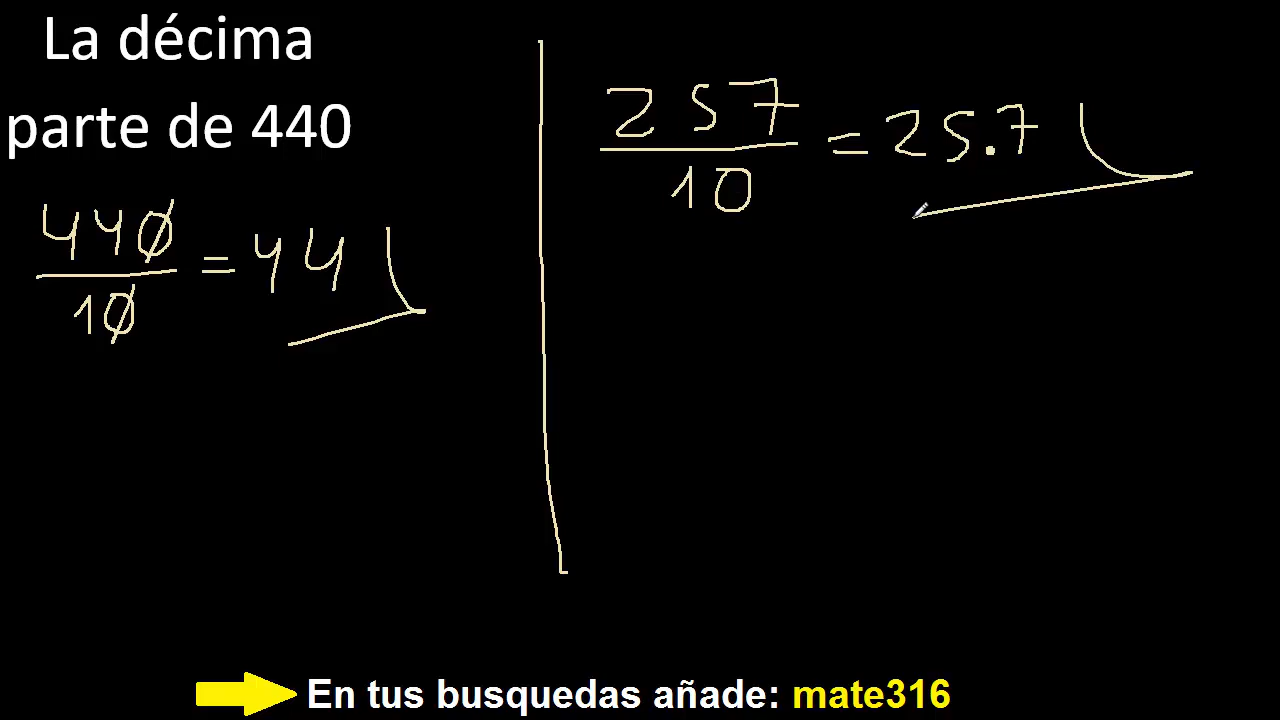 La décima
parte de 440
440/10 = 44
257/10 = 25.7
En tus busquedas añade: mate316